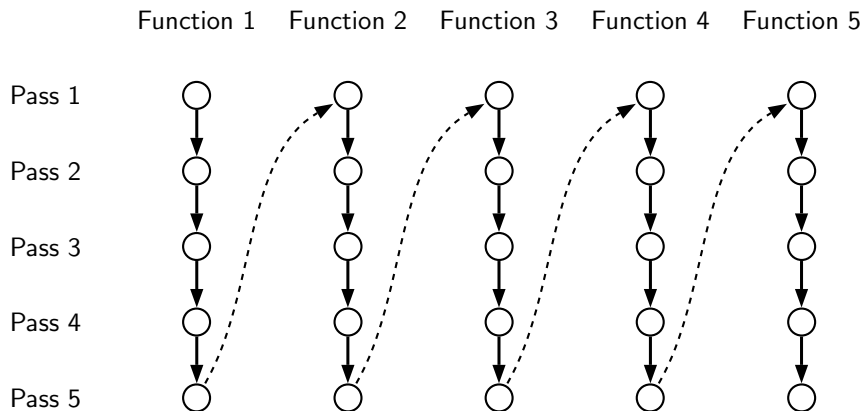 Function 1 Function 2 Function 3 Function 4 Function 5
Pass 1
Pass 2
Pass 3
Pass 4
Pass 5